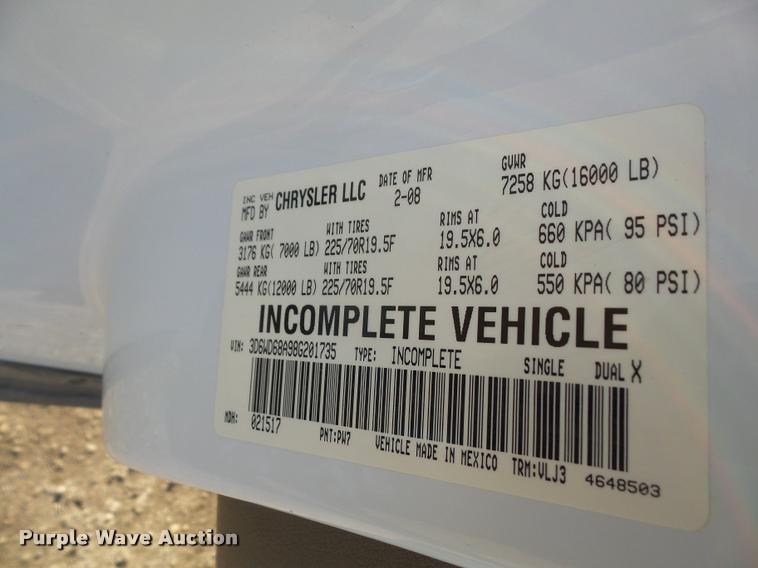 INC VEH
MFD BY CHRYSLER LLC DATE OF MFR 2-08 GVWR 7258 KG(16000 LB)
GAWR FRONT WITH TIRES RIMS AT COLD
3176 KG( 7000 LB) 225/70R19.5F 19.5X6.0 660 KPA( 95 PSI)
GAWR REAR WITH TIRES RIMS AT COLD
5444 KG(12000 LB) 225/70R19.5F 19.5X6.0 550 KPA( 80 PSI)
INCOMPLETE VEHICLE
VIN: 3D6WD68A98G201735 TYPE: INCOMPLETE SINGLE DUAL X
MDH: 021517 PNT:PW7 VEHICLE MADE IN MEXICO TRM:VLJ3 4648503
Purple Wave Auction